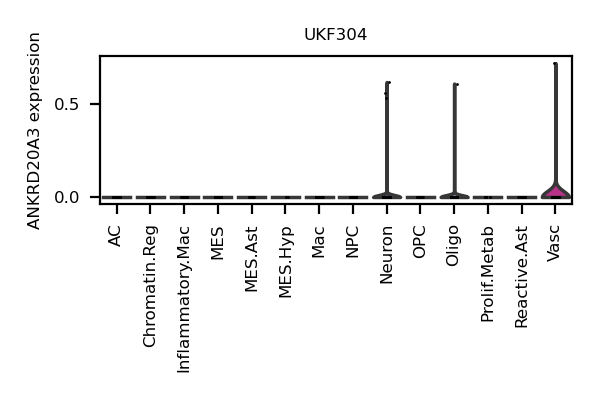 UKF304
ANKRD20A3 expression
0.5
0.0
AC
Chromatin.Reg
Inflammatory.Mac
MES
MES.Ast
MES.Hyp
Mac
NPC
Neuron
OPC
Oligo
Prolif.Metab
Reactive.Ast
Vasc